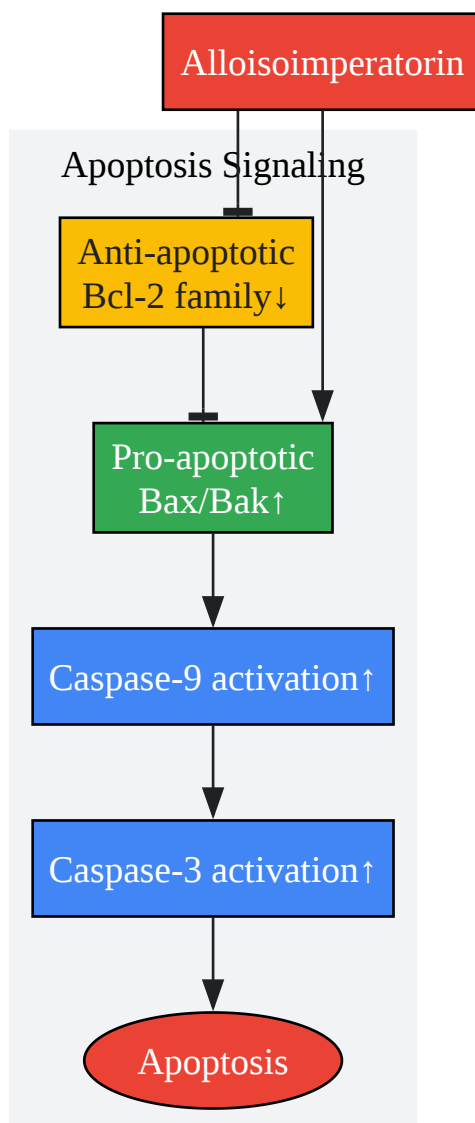 Alloisoimperatorin
Apoptosis Signaling
Anti-apoptotic
Bcl-2 family↓
Pro-apoptotic
Bax/Bak↑
Caspase-9 activation↑
Caspase-3 activation↑
Apoptosis